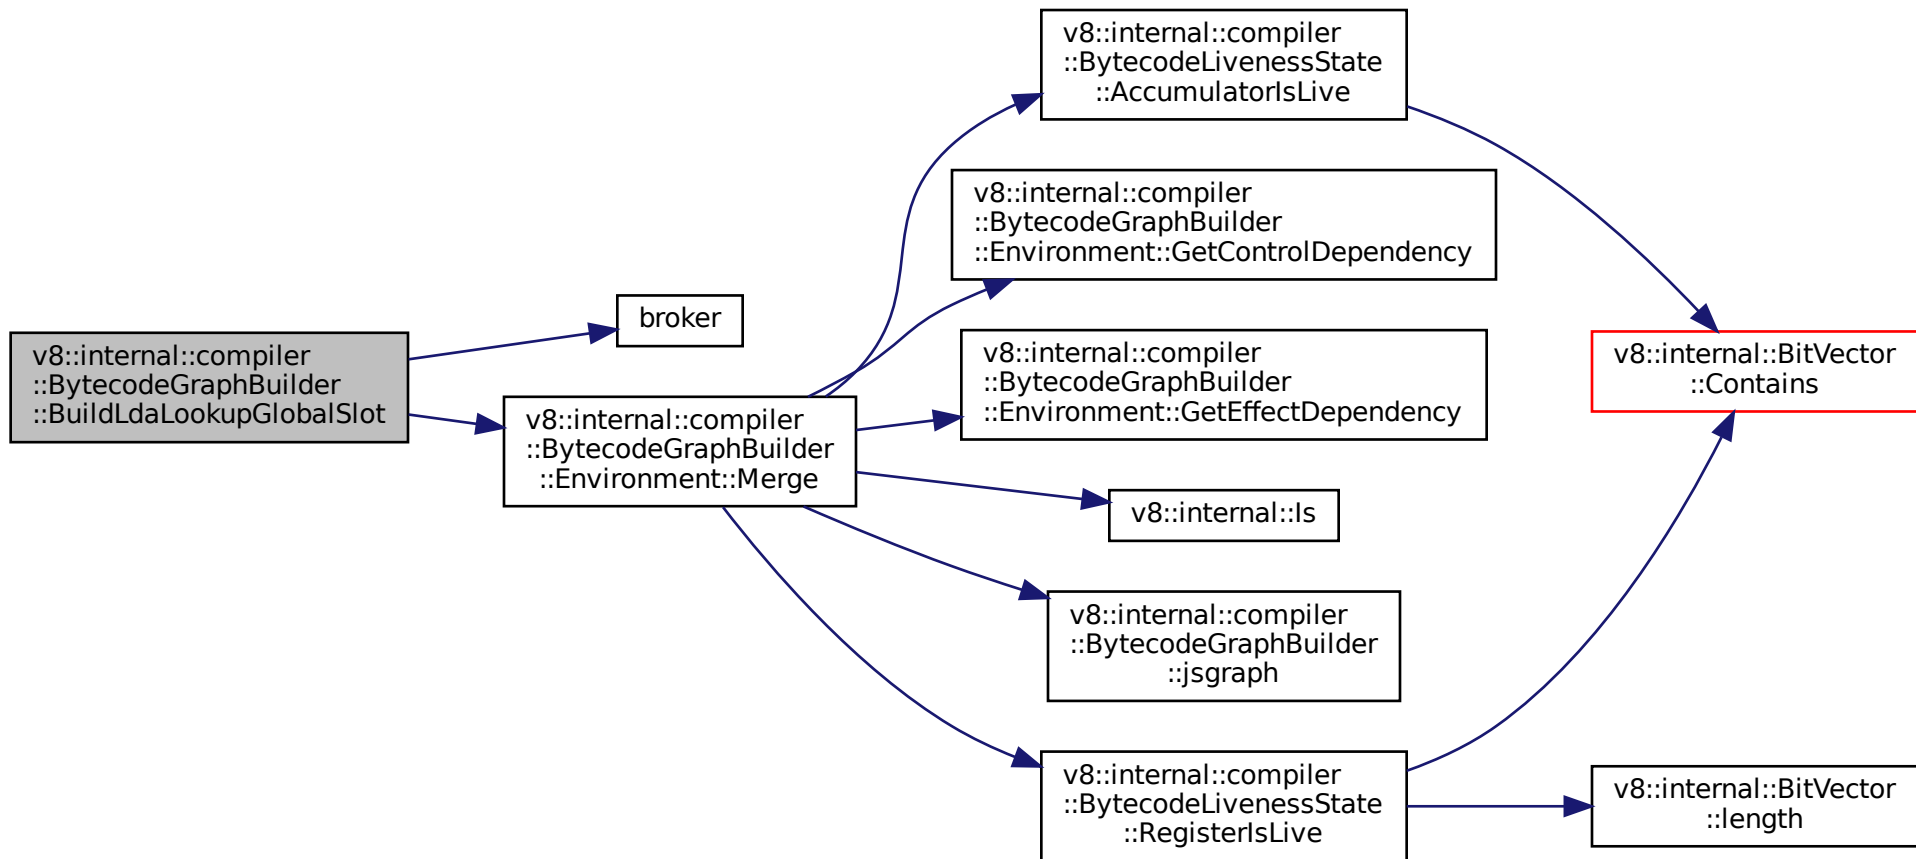 v8::internal::compiler
::BytecodeGraphBuilder
::BuildLdaLookupGlobalSlot
broker
v8::internal::compiler
::BytecodeGraphBuilder
::Environment::Merge
v8::internal::compiler
::BytecodeLivenessState
::AccumulatorIsLive
v8::internal::compiler
::BytecodeGraphBuilder
::Environment::GetControlDependency
v8::internal::compiler
::BytecodeGraphBuilder
::Environment::GetEffectDependency
v8::internal::Is
v8::internal::compiler
::BytecodeGraphBuilder
::jsgraph
v8::internal::compiler
::BytecodeLivenessState
::RegisterIsLive
v8::internal::BitVector
::Contains
v8::internal::BitVector
::length